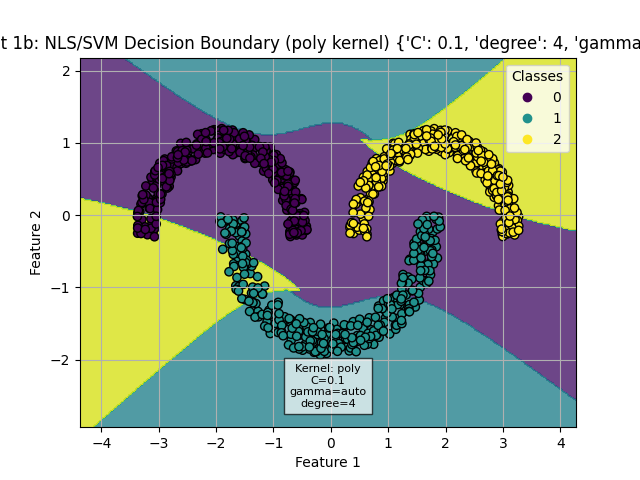 t 1b: NLS/SVM Decision Boundary (poly kernel) {'C': 0.1, 'degree': 4, 'gamma
Classes
0
1
2
2
1
0
−1
−2
Feature 2
Kernel: poly
C=0.1
gamma=auto
degree=4
−4 −3 −2 −1 0 1 2 3 4
Feature 1